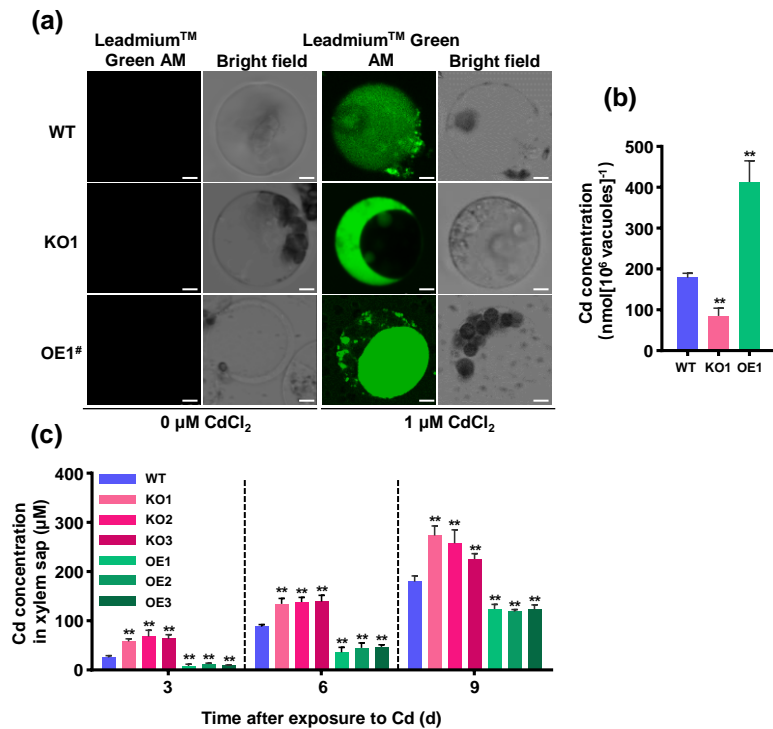 (a)
Leadmium™ Green AM
Bright field
Leadmium™ Green AM
Bright field
WT
KO1
OE1#
0 µM CdCl₂
1 µM CdCl₂
(b)
Cd concentration
(nmol[10⁶ vacuoles]⁻¹
500
400
300
200
100
0
**
**
WT
KO1
OE1
(c)
Cd concentration
in xylem sap (µM)
400
300
200
100
0
WT
KO1
KO2
KO3
OE1
OE2
OE3
** ** ** ** ** **
** ** ** ** ** **
** ** ** ** ** **
3
6
9
Time after exposure to Cd (d)